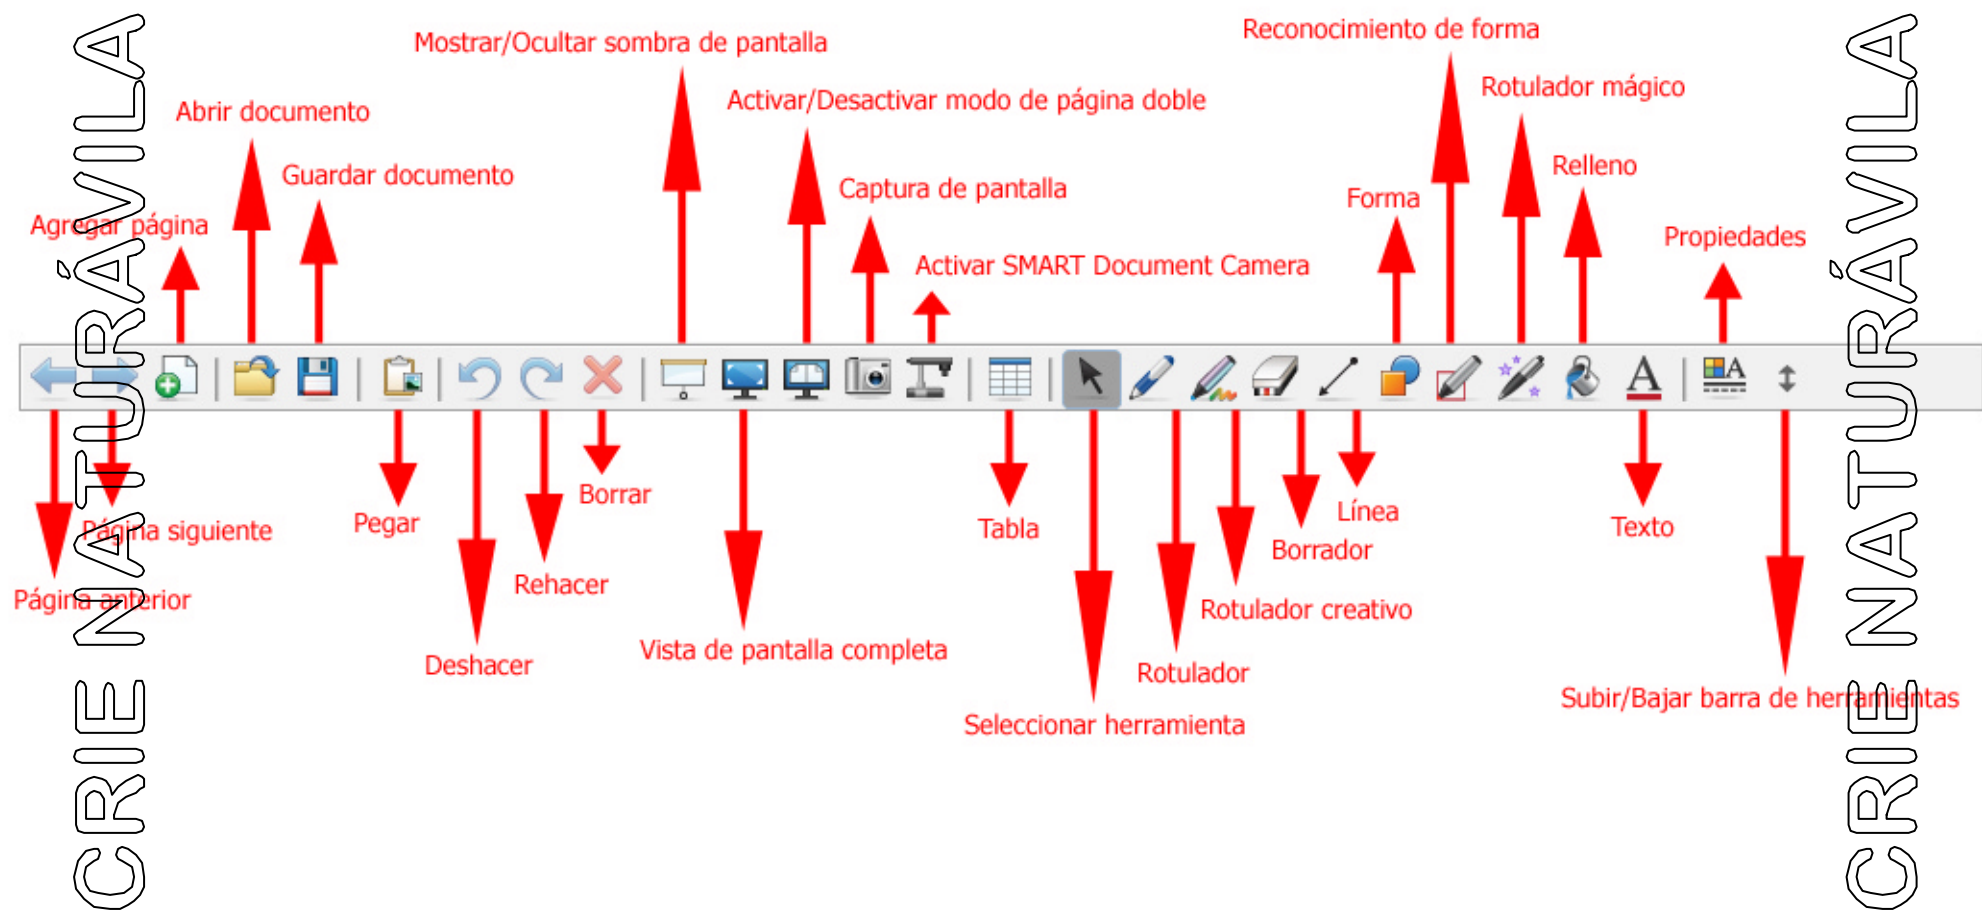 Reconocimiento de forma
Mostrar/Ocultar sombra de pantalla
Rotulador mágico
Activar/Desactivar modo de página doble
Abrir documento
Relleno
Guardar documento
Captura de pantalla
Forma
Agregar página
Propiedades
Activar SMART Document Camera
Borrar
Línea
Pegar
Tabla
Texto
Página siguiente
Borrador
Rehacer
Página anterior
Rotulador creativo
Vista de pantalla completa
Deshacer
Rotulador
Subir/Bajar barra de herramientas
Seleccionar herramienta
CRIE NATURÁVILA
CRIE NATURÁVILA